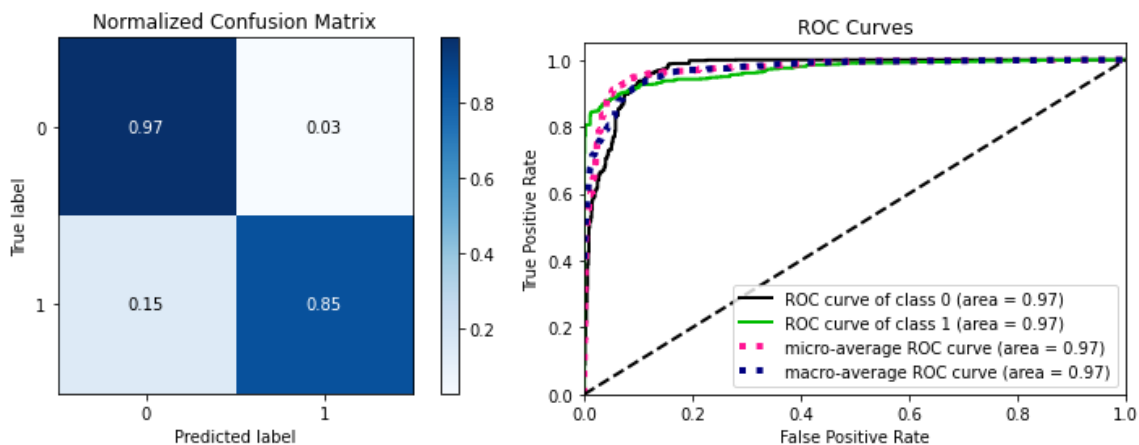 Normalized Confusion Matrix
True label
0
1
0.97
0.03
0.15
0.85
0
1
Predicted label
0.8
0.6
0.4
0.2
ROC Curves
True Positive Rate
1.0
0.8
0.6
0.4
0.2
0.0
ROC curve of class 0 (area = 0.97)
ROC curve of class 1 (area = 0.97)
micro-average ROC curve (area = 0.97)
macro-average ROC curve (area = 0.97)
0.0
0.2
0.4
0.6
0.8
1.0
False Positive Rate